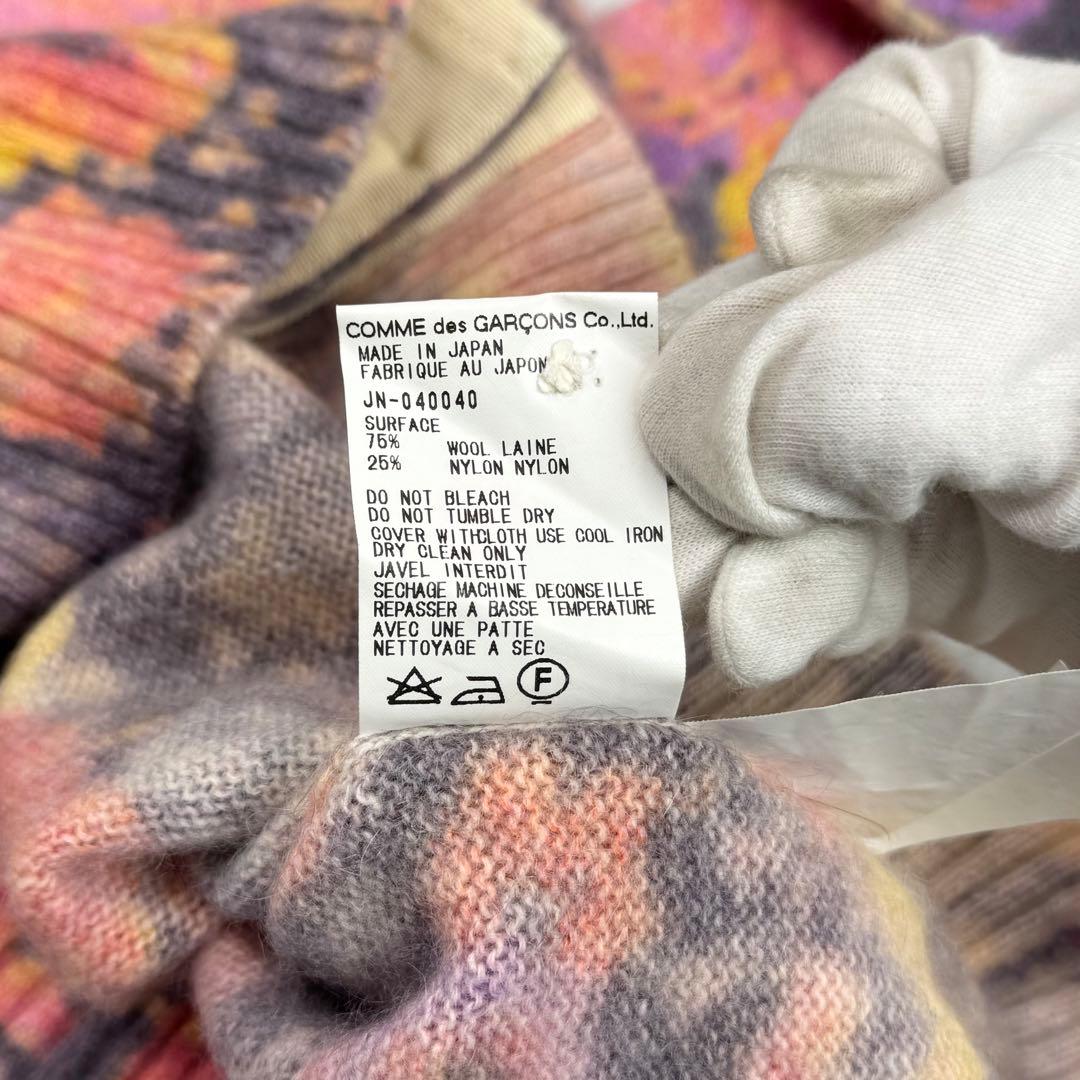 COMME des GARÇONS Co.,Ltd.
MADE IN JAPAN
FABRIQUE AU JAPON
JN-040040
SURFACE
75% WOOL LAINE
25% NYLON NYLON
DO NOT BLEACH
DO NOT TUMBLE DRY
COVER WITHCLOTH USE COOL IRON
DRY CLEAN ONLY
JAVEL INTERDIT
SECHAGE MACHINE DECONSEILLE
REPASSER A BASSE TEMPERATURE
AVEC UNE PATTE
NETTOYAGE A SEC
F